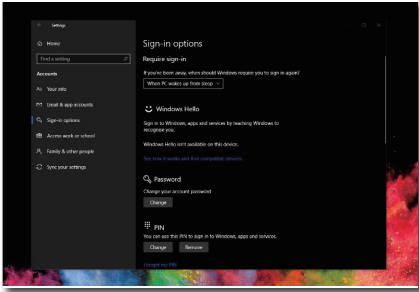 Settings
Home
Find a setting
Accounts
Your info
Email & app accounts
Sign-in options
Access work or school
Family & other people
Sync your settings
Sign-in options
Require sign-in
If you've been away, when should Windows require you to sign in again?
When PC wakes up from sleep
Windows Hello
Sign in to Windows, apps and services by teaching Windows to
recognise you.
Windows Hello isn't available on this device.
See how it works and find compatible devices.
Password
Change your account password
Change
PIN
You can use this PIN to sign in to Windows, apps and services.
Change Remove
I forgot my PIN